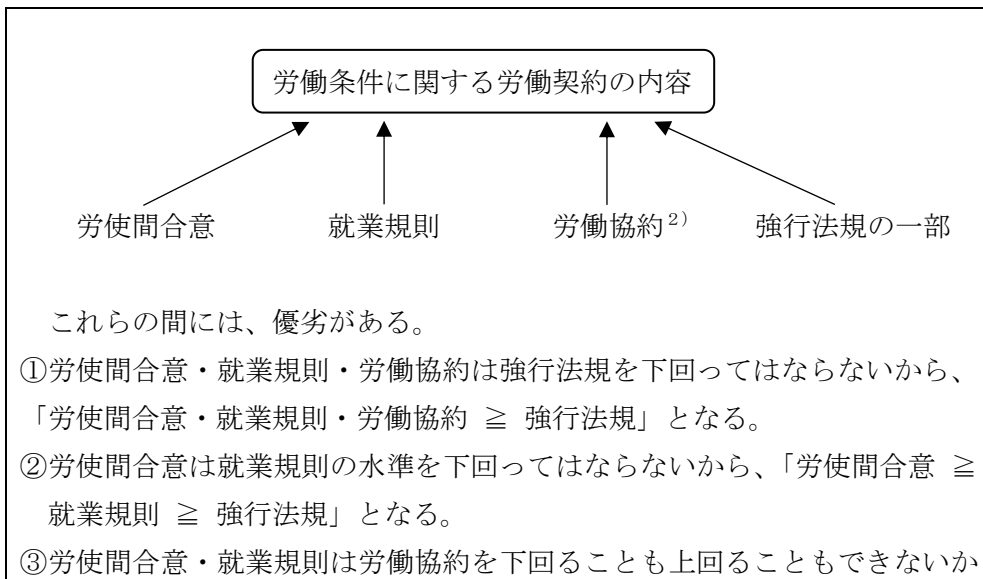 労働条件に関する労働契約の内容
労使間合意 就業規則 労働協約2) 強行法規の一部
これらの間には、優劣がある。
①労使間合意・就業規則・労働協約は強行法規を下回ってはならないから、
「労使間合意・就業規則・労働協約 ≧ 強行法規」となる。
②労使間合意は就業規則の水準を下回ってはならないから、「労使間合意 ≧
就業規則 ≧ 強行法規」となる。
③労使間合意・就業規則は労働協約を下回ることも上回ることもできないか